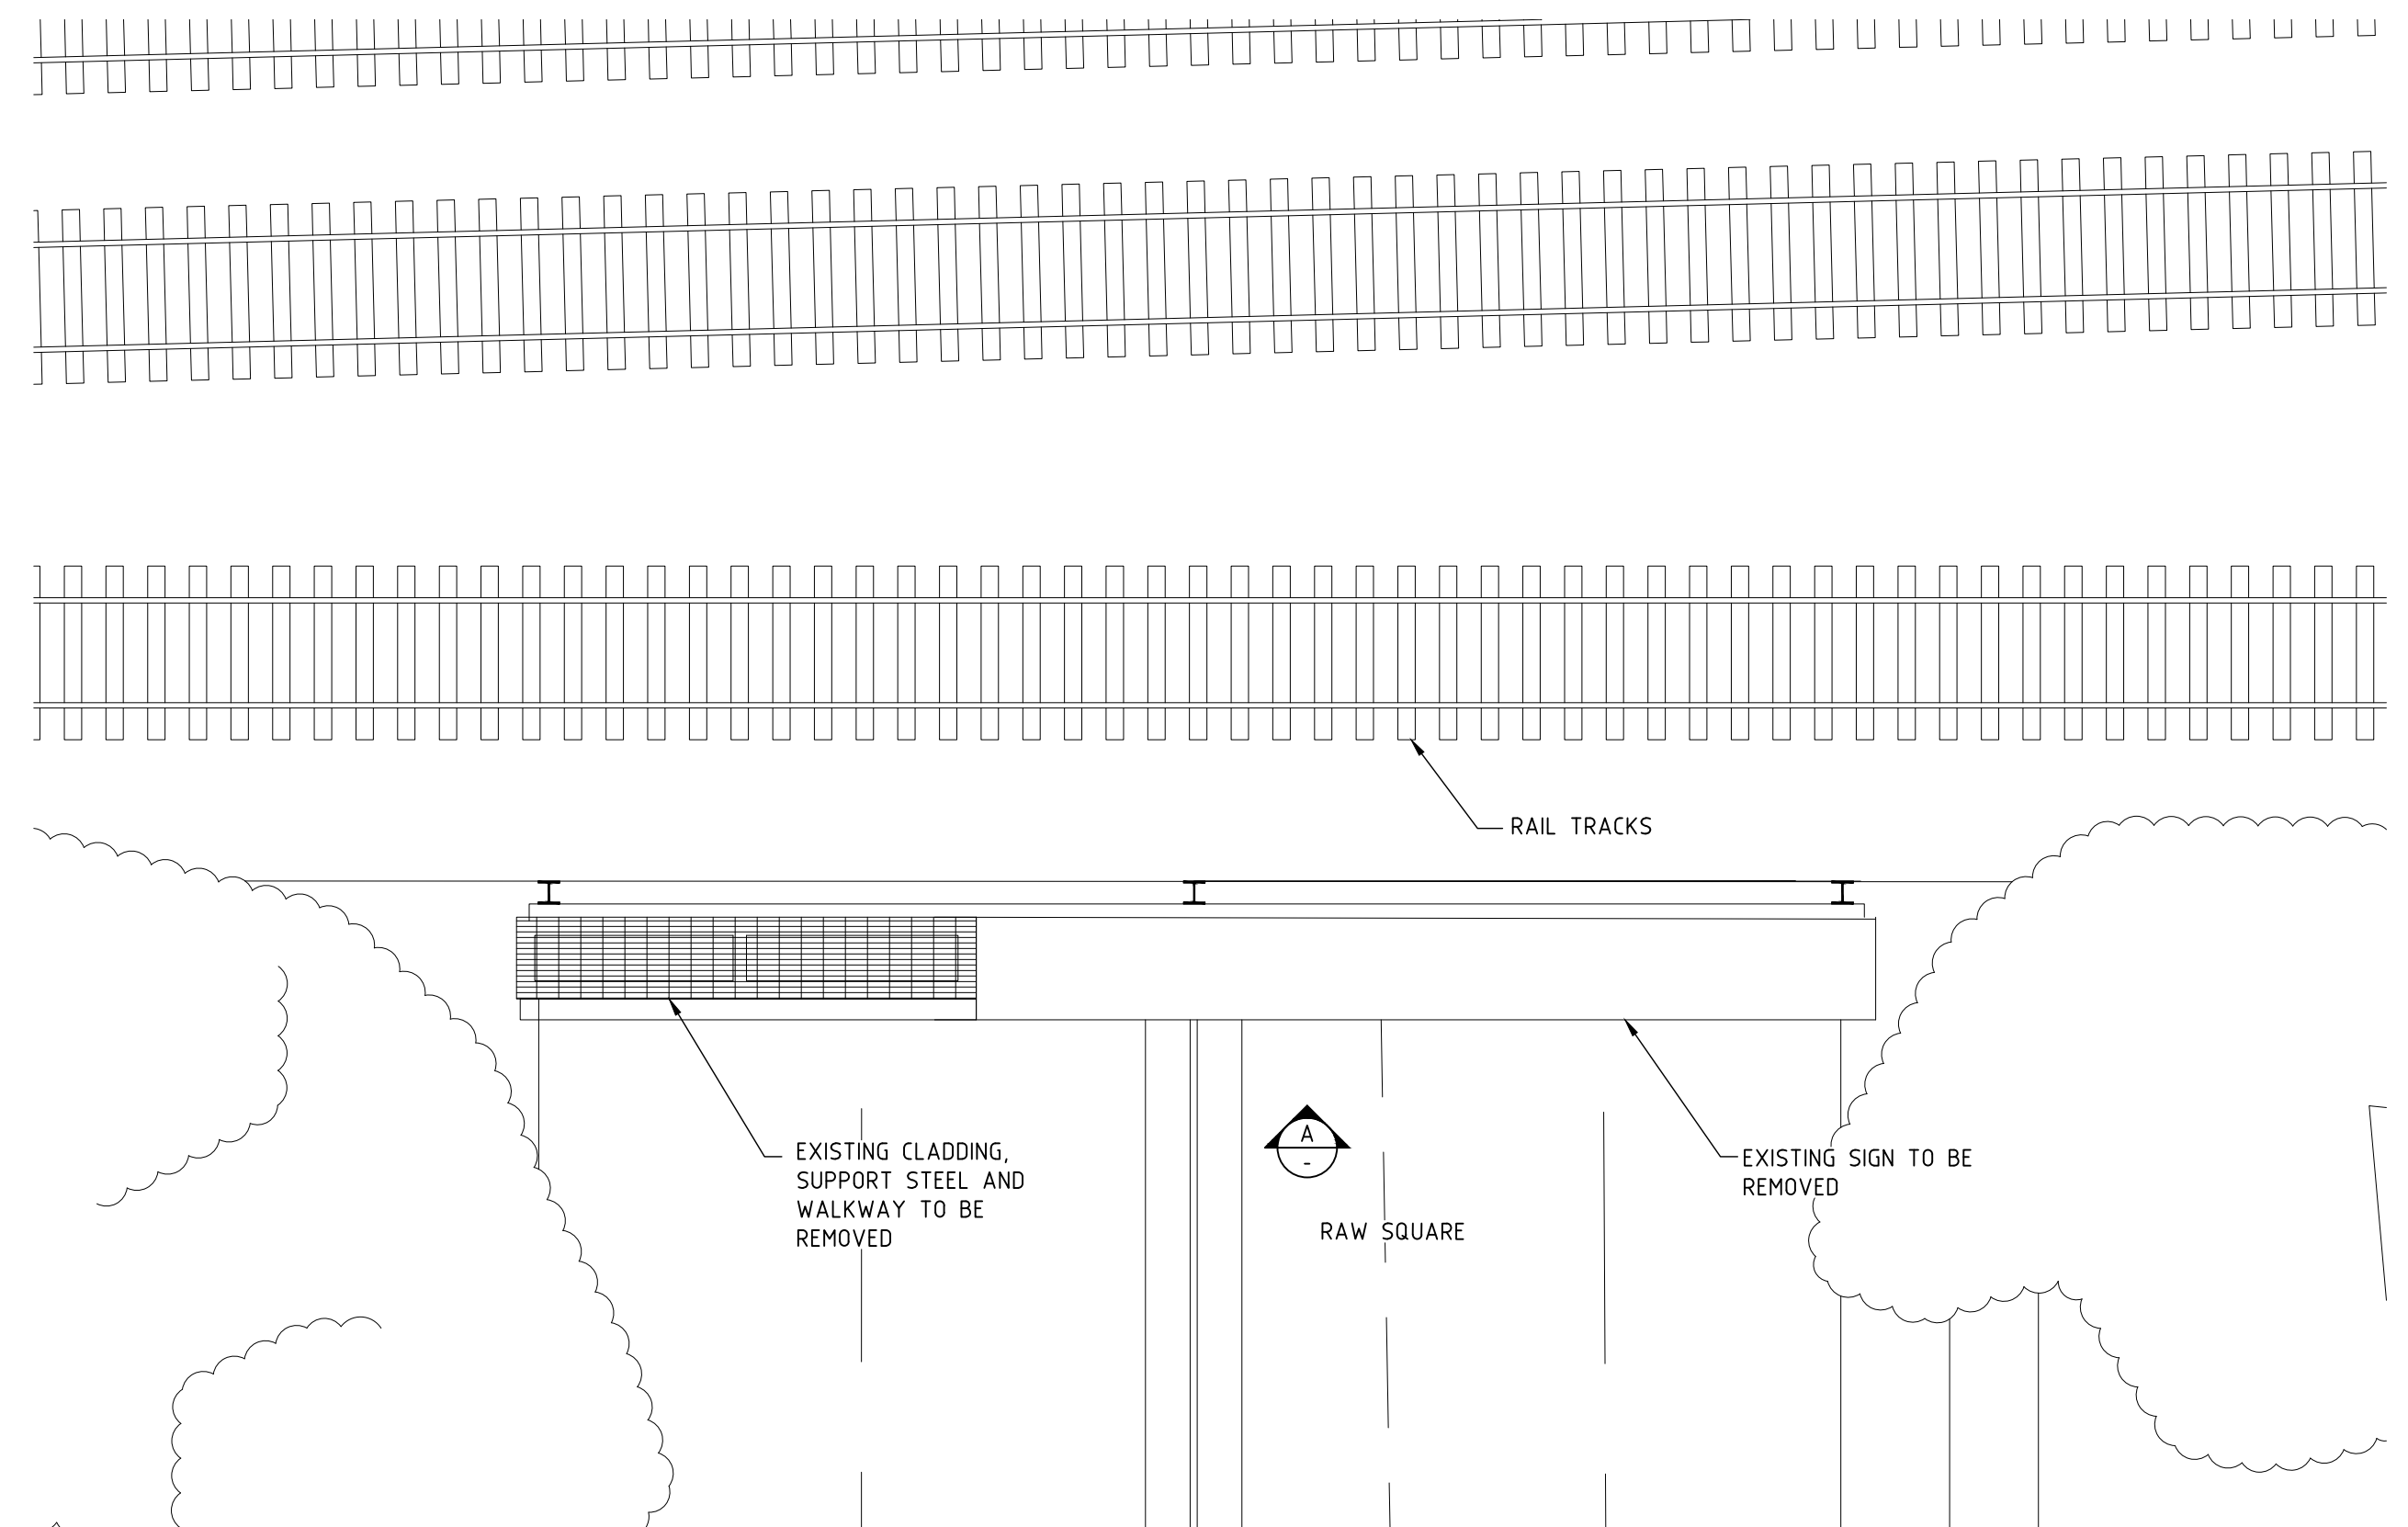 RAIL TRACKS
EXISTING CLADDING,
SUPPORT STEEL AND
WALKWAY TO BE
REMOVED
A
-
RAW SQUARE
EXISTING SIGN TO BE
REMOVED